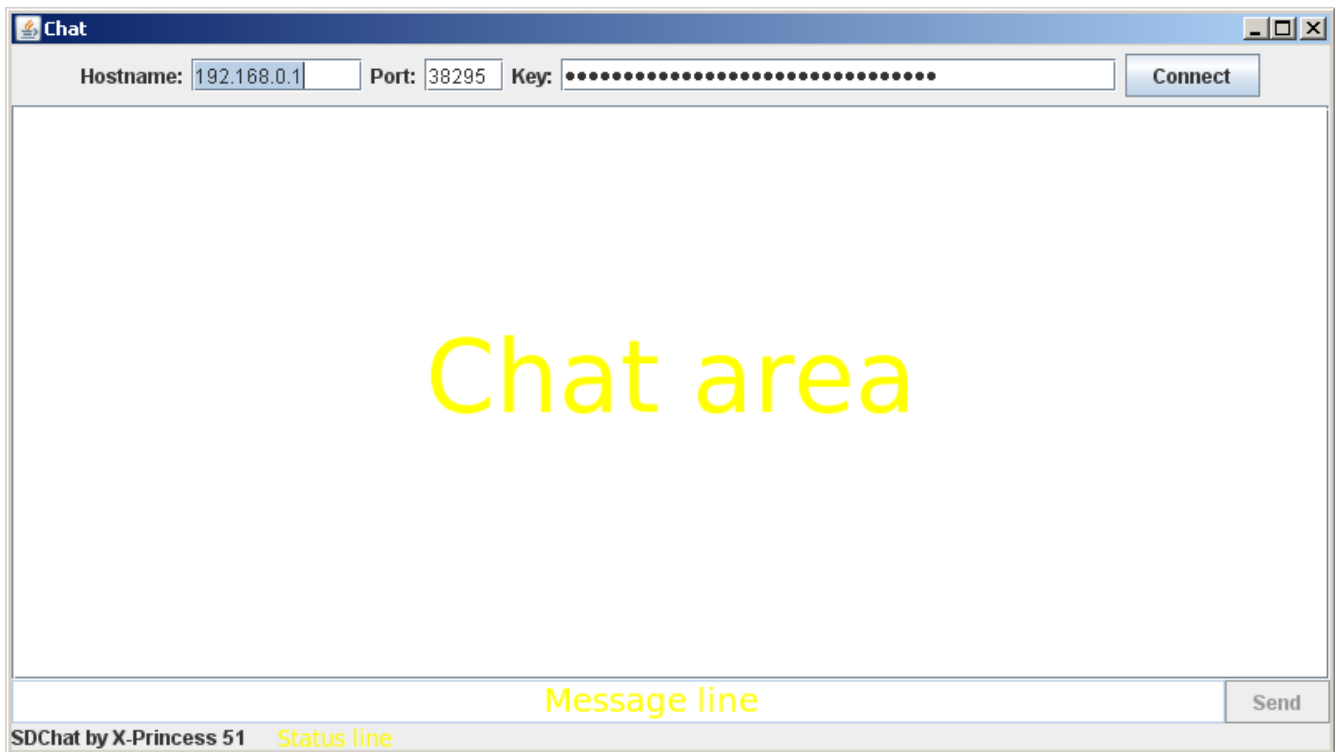 Chat
Hostname: 192.168.0.1 Port: 38295 Key: Connect
Chat area
Message line Send
SDChat by X-Princess 51 Status line